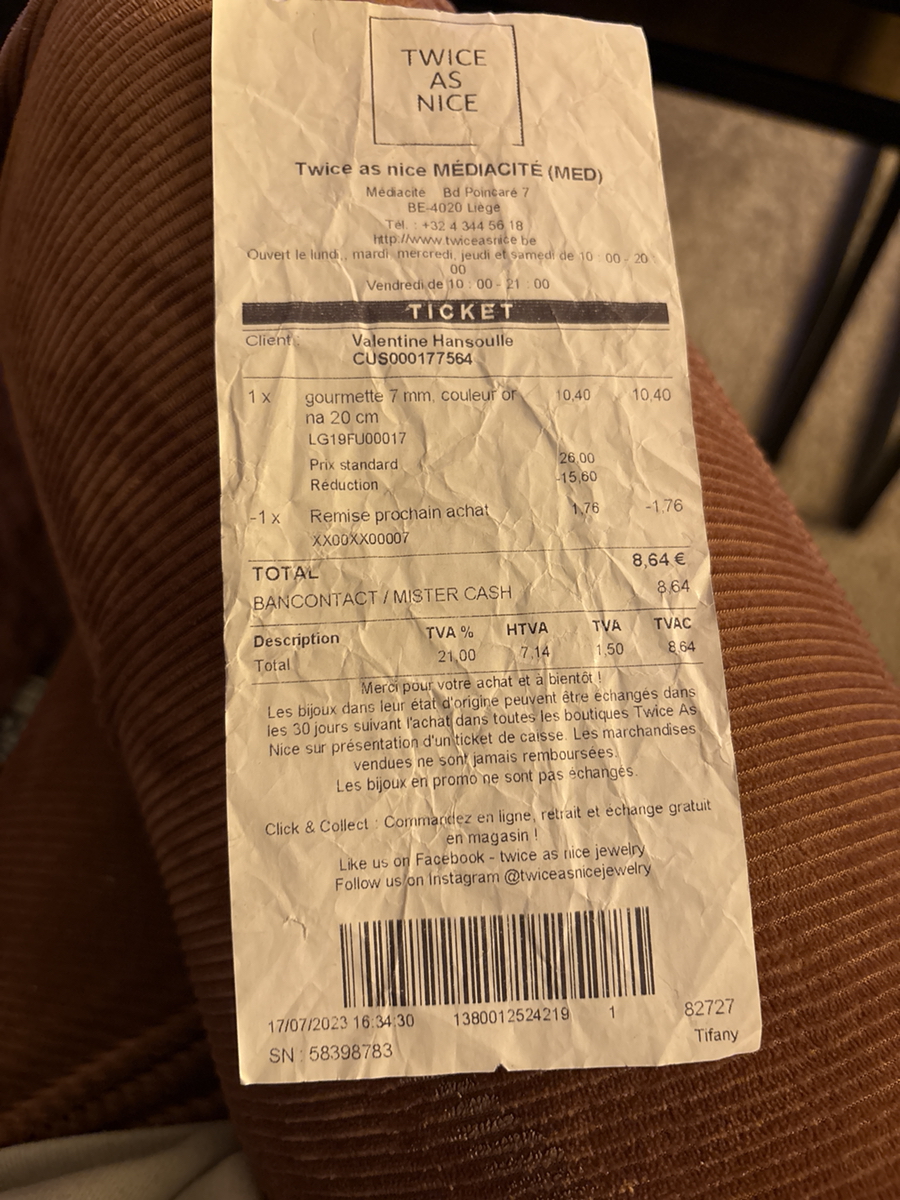 TWICE
AS
NICE
Twice as nice MÉDIACITÉ (MED)
Médiacité Bd Poincaré 7
BE-4020 Liège
Tél. : +32 4 344 56 18
http://www.twiceasnice.be
Ouvert le lundi,, mardi, mercredi, jeudi et samedi de 10 : 00 - 20 :
00
Vendredi de 10 : 00 - 21 : 00
TICKET
Client : Valentine Hansoulle
CUS000177564
1 x gourmette 7 mm, couleur or 10,40 10,40
na 20 cm
LG19FU00017
Prix standard 26,00
Réduction -15,60
-1 x Remise prochain achat 1,76 -1,76
XX00XX00007
TOTAL 8,64 €
BANCONTACT / MISTER CASH 8,64
Description TVA % HTVA TVA TVAC
Total 21,00 7,14 1,50 8,64
Merci pour votre achat et à bientôt !
Les bijoux dans leur état d'origine peuvent être échangés dans
les 30 jours suivant l'achat dans toutes les boutiques Twice As
Nice sur présentation d'un ticket de caisse. Les marchandises
vendues ne sont jamais remboursées.
Les bijoux en promo ne sont pas échangés.
Click & Collect : Commandez en ligne, retrait et échange gratuit
en magasin !
Like us on Facebook - twice as nice jewelry
Follow us on Instagram @twiceasnicejewelry
17/07/2023 16:34:30 1380012524219 1 82727
SN : 58398783 Tifany